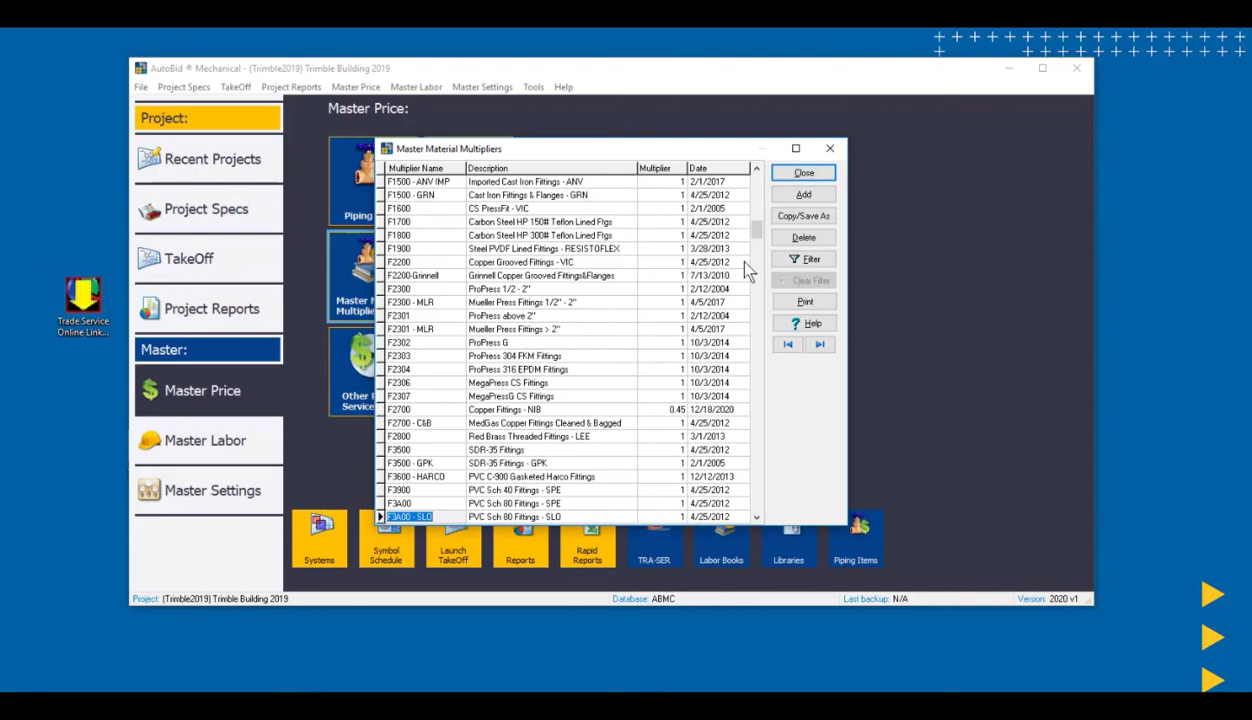 AutoBid ® Mechanical - (Trimble2019) Trimble Building 2019
File Project Specs TakeOff Project Reports Master Price Master Labor Master Settings Tools Help
Project:
Recent Projects
Project Specs
TakeOff
Project Reports
Master:
Master Price
Master Labor
Master Settings
Trade Service
Online Link...
Master Price:
Piping
Master M
Multiplie
Other P
Service
Master Material Multipliers
Multiplier Name Description Multiplier Date
F1500 - ANV IMP Imported Cast Iron Fittings - ANV 1 2/1/2017
F1500 - GRN Cast Iron Fittings & Flanges - GRN 1 4/25/2012
F1600 CS PressFit - VIC 1 2/1/2005
F1700 Carbon Steel HP 150# Teflon Lined Ftgs 1 4/25/2012
F1800 Carbon Steel HP 300# Teflon Lined Ftgs 1 4/25/2012
F1900 Steel PVDF Lined Fittings - RESISTOFLEX 1 3/28/2013
F2200 Copper Grooved Fittings - VIC 1 4/25/2012
F2200-Grinnell Grinnell Copper Grooved Fittings&Flanges 1 7/13/2010
F2300 ProPress 1/2 - 2" 1 2/12/2004
F2300 - MLR Mueller Press Fittings 1/2" - 2" 1 4/5/2017
F2301 ProPress above 2" 1 2/12/2004
F2301 - MLR Mueller Press Fittings > 2" 1 4/5/2017
F2302 ProPress G 1 10/3/2014
F2303 ProPress 304 FKM Fittings 1 10/3/2014
F2304 ProPress 316 EPDM Fittings 1 10/3/2014
F2306 MegaPress CS Fittings 1 10/3/2014
F2307 MegaPressG CS Fittings 1 10/3/2014
F2700 Copper Fittings - NIB 0.45 12/18/2020
F2700 - C&B MedGas Copper Fittings Cleaned & Bagged 1 4/25/2012
F2800 Red Brass Threaded Fittings - LEE 1 3/1/2013
F3500 SDR-35 Fittings 1 4/25/2012
F3500 - GPK SDR-35 Fittings - GPK 1 2/1/2005
F3600 - HARCO PVC C-900 Gasketed Harco Fittings 1 12/12/2013
F3900 PVC Sch 40 Fittings - SPE 1 4/25/2012
F3A00 PVC Sch 80 Fittings - SPE 1 4/25/2012
F3A00 - SLO PVC Sch 80 Fittings - SLO 1 4/25/2012
Close
Add
Copy/Save As
Delete
Filter
Clear Filter
Print
Help
Systems
Symbol
Schedule
Launch
TakeOff
Reports
Rapid
Reports
TRA-SER
Labor Books
Libraries
Piping Items
Project: (Trimble2019) Trimble Building 2019 Database: ABMC Last backup: N/A Version: 2020 v1